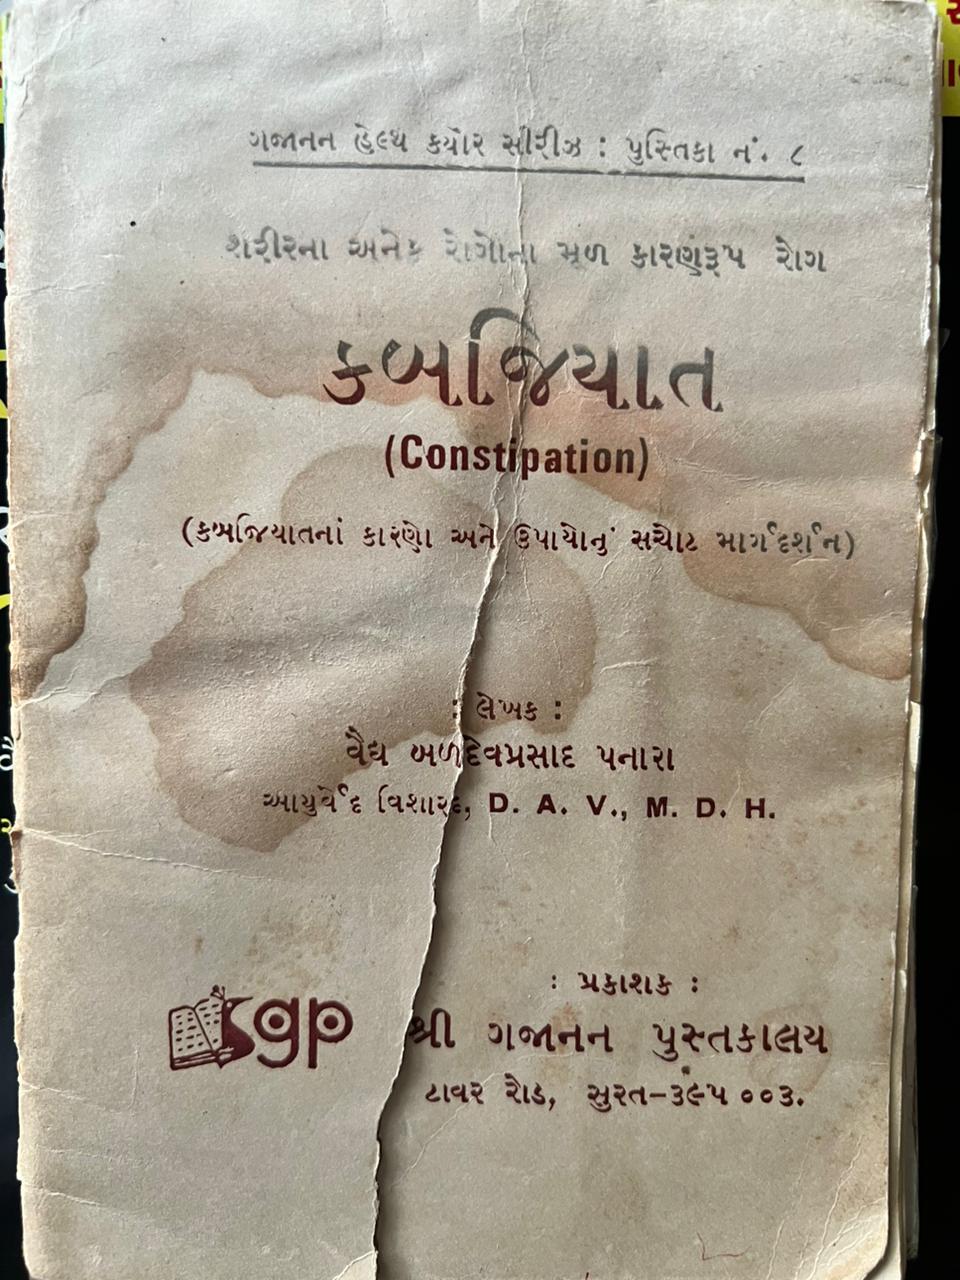 ગજાનન હેલ્થ ક્યોર સીરીઝ : પુસ્તિકા નં. ૮
શરીરના અનેક રોગોના મૂળ કારણરૂપ રોગ
કબજિયાત
(Constipation)
(કબજિયાતનાં કારણો અને ઉપાયોનું સચોટ માર્ગદર્શન)
: લેખક :
વૈદ્ય બળદેવપ્રસાદ પનારા
આયુર્વેદ વિશારદ, D. A. V., M. D. H.
: પ્રકાશક :
sgp
શ્રી ગજાનન પુસ્તકાલય
ટાવર રોડ, સુરત-૩૯૫ ૦૦૩.